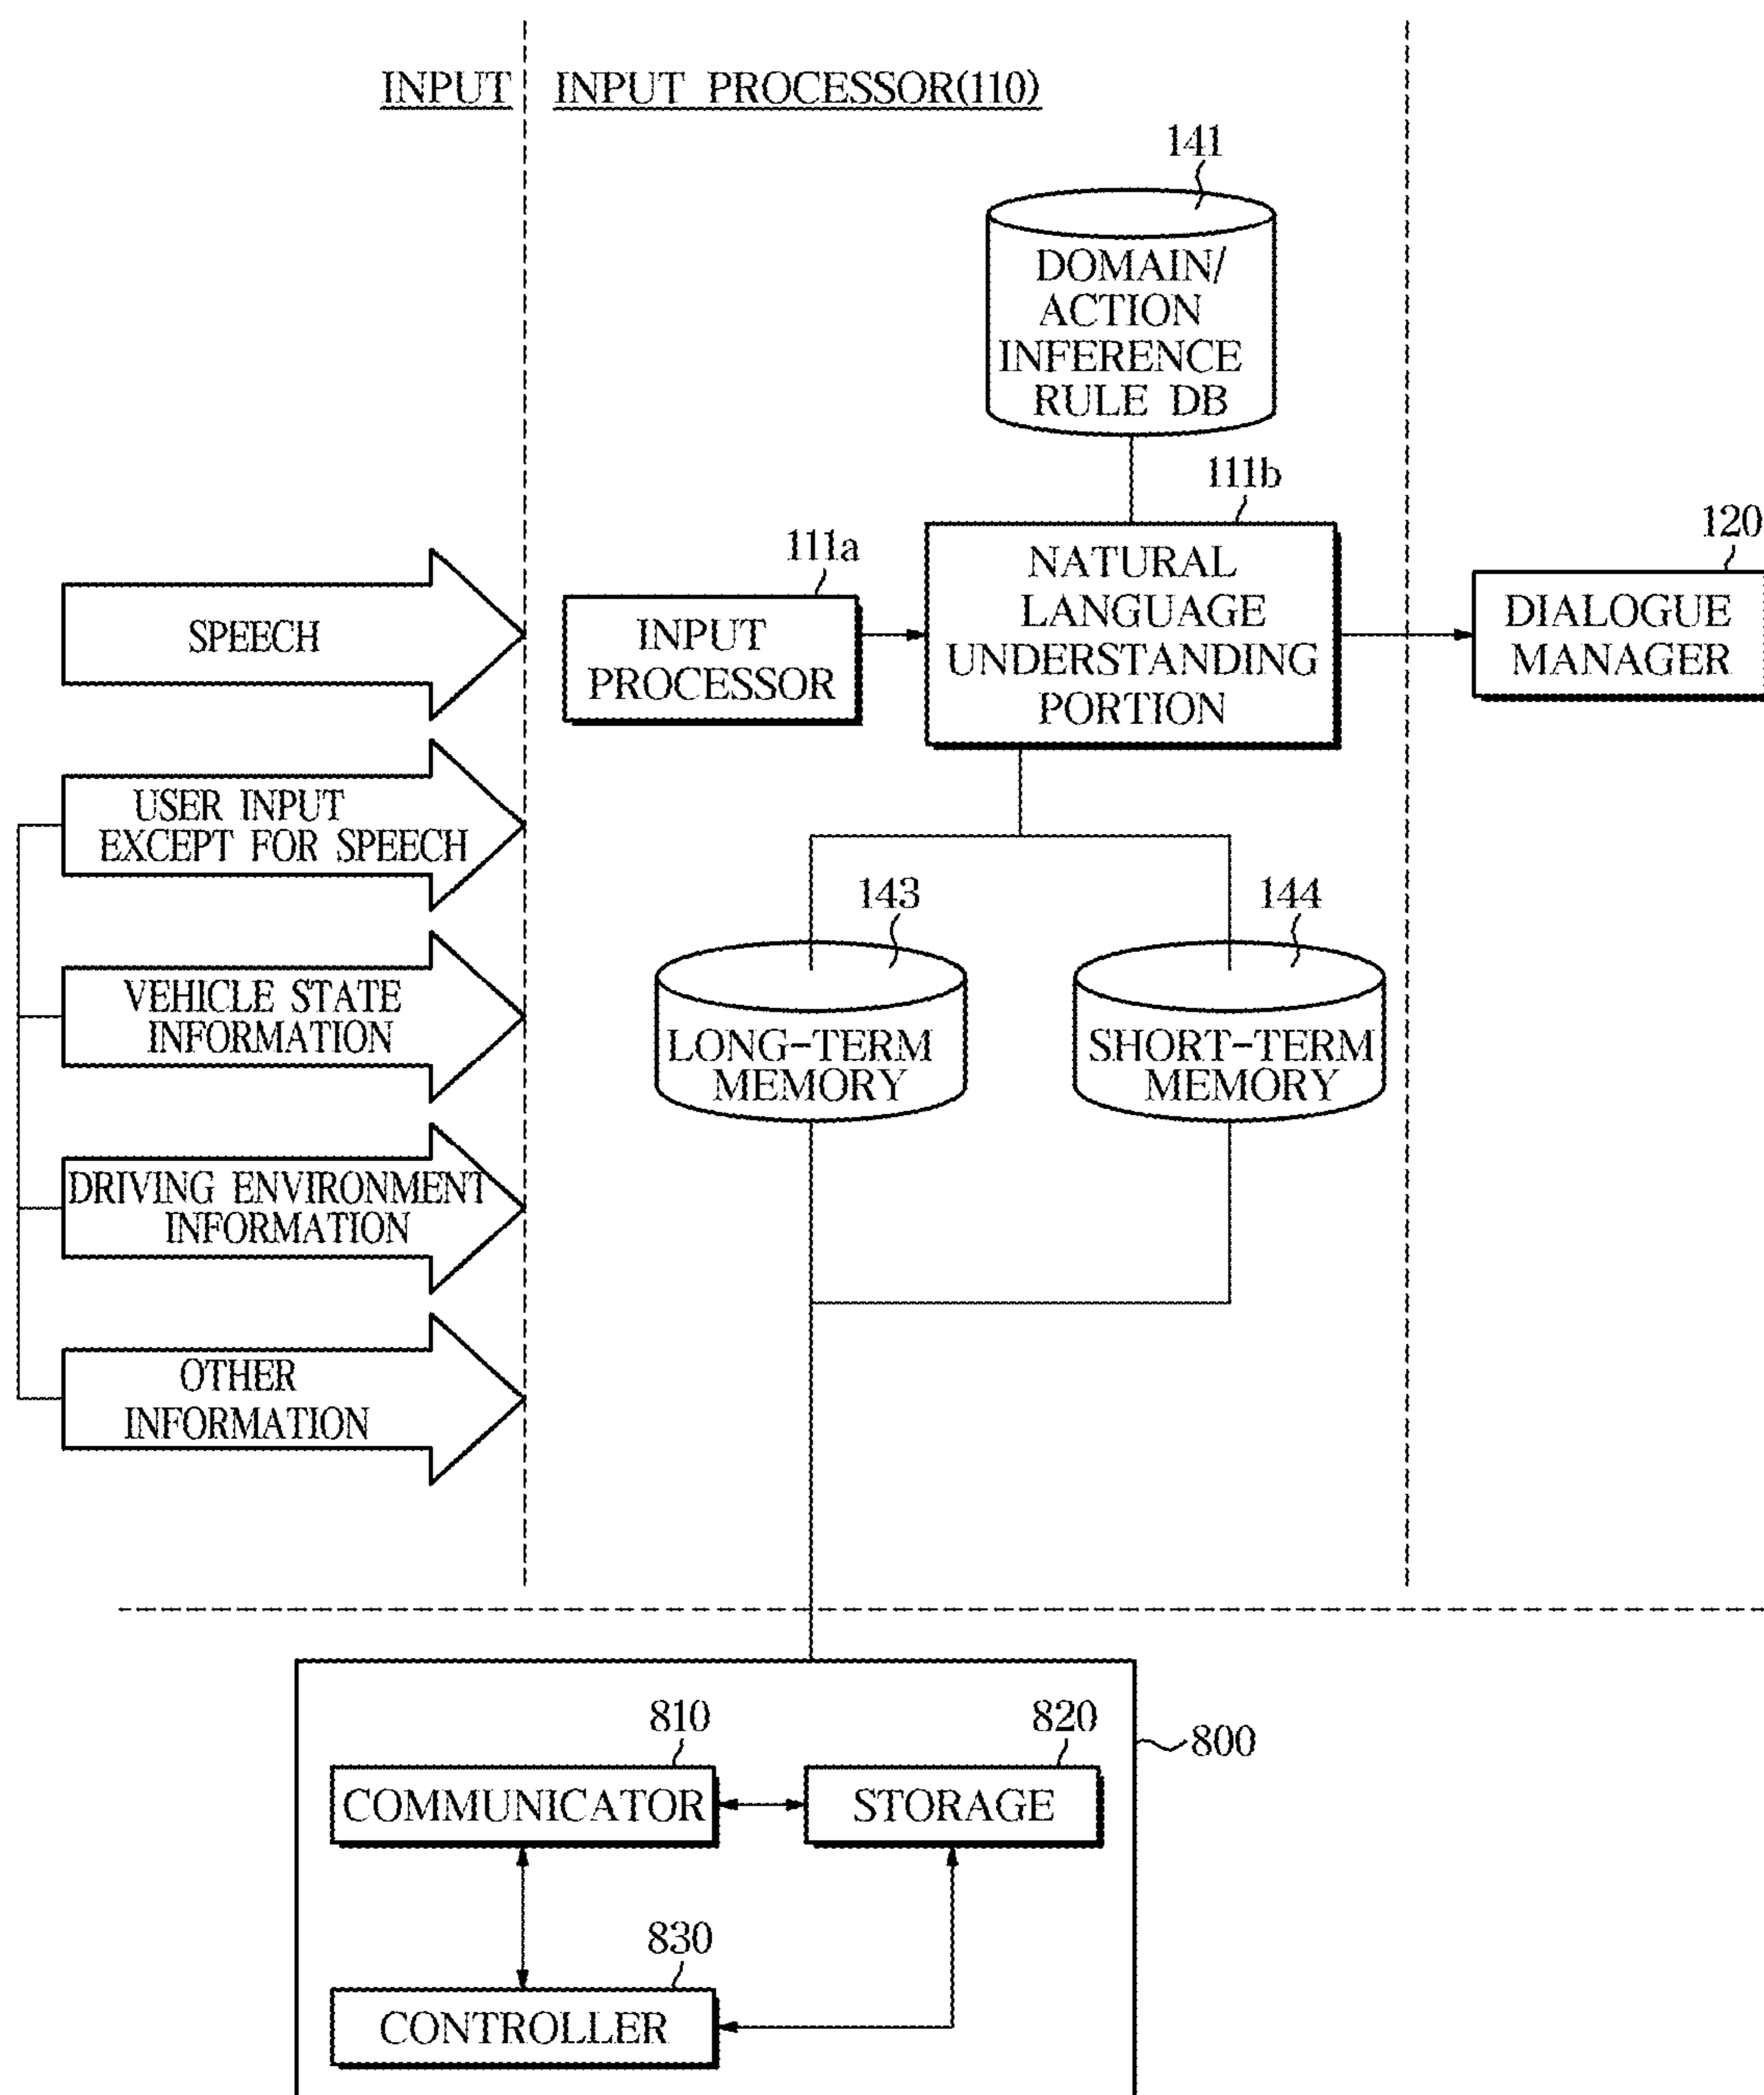 INPUT
INPUT PROCESSOR(110)
141
DOMAIN/
ACTION
INFERENCE
RULE DB
111b
111a
120
SPEECH
INPUT
PROCESSOR
NATURAL
LANGUAGE
UNDERSTANDING
PORTION
DIALOGUE
MANAGER
USER INPUT
EXCEPT FOR SPEECH
143
144
VEHICLE STATE
INFORMATION
LONG-TERM
MEMORY
SHORT-TERM
MEMORY
DRIVING ENVIRONMENT
INFORMATION
OTHER
INFORMATION
810
820
800
COMMUNICATOR
STORAGE
830
CONTROLLER